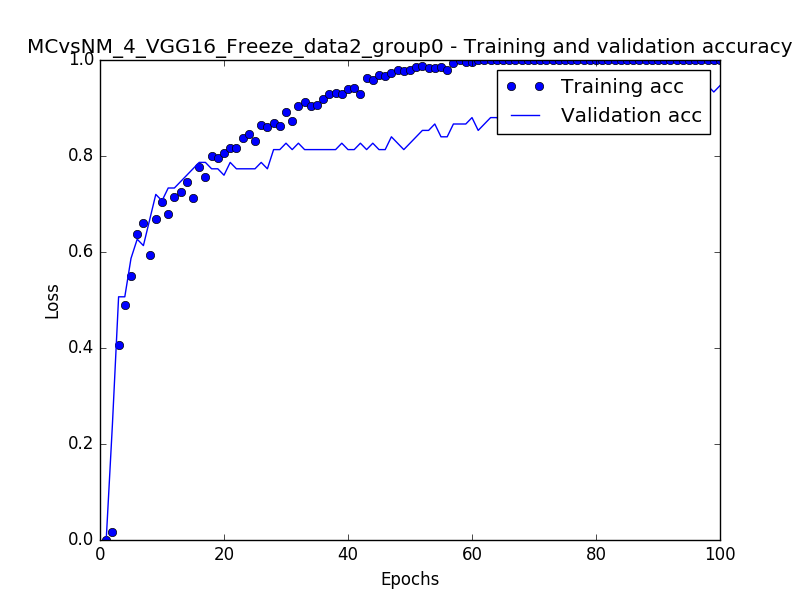 MCvsNM_4_VGG16_Freeze_data2_group0 - Training and validation accuracy
1.0
Training acc
Validation acc
0.8
0.6
Loss
0.4
0.2
0.0
0 20 40 60 80 100
Epochs